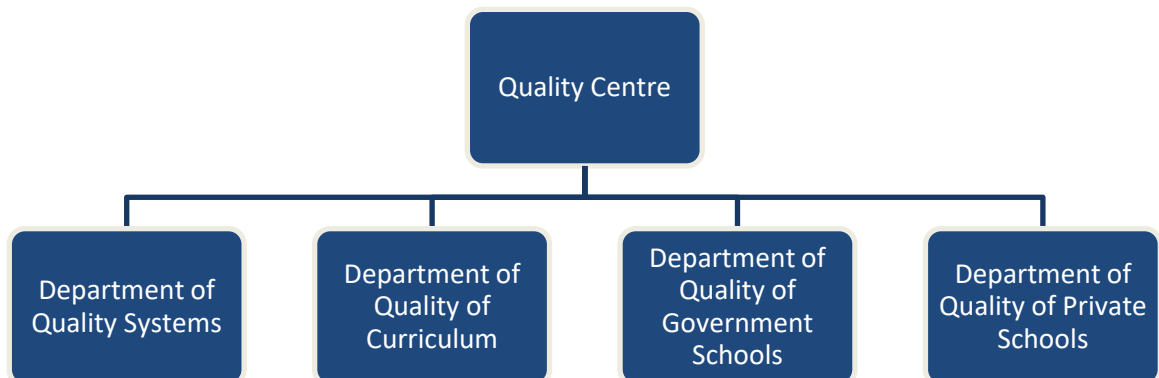 Quality Centre
Department of
Quality Systems
Department of
Quality of
Curriculum
Department of
Quality of
Government
Schools
Department of
Quality of Private
Schools